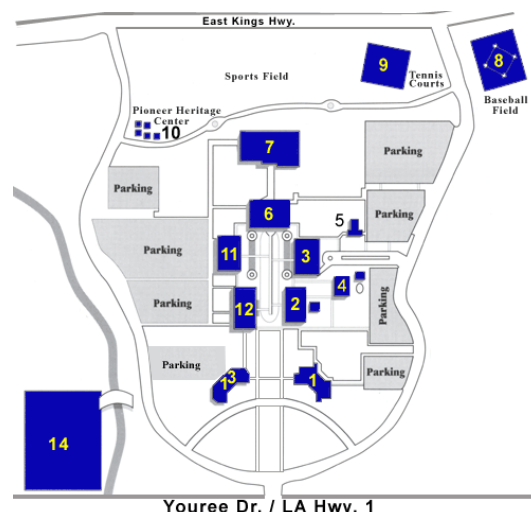 East Kings Hwy.
9
8
Sports Field
Tennis
Courts
Baseball
Field
Pioneer Heritage
Center
10
7
Parking
Parking
6
Parking
5
11
3
Parking
4
Parking
12
2
Parking
Parking
Parking
13
1
14
Youree Dr. / LA Hwy. 1